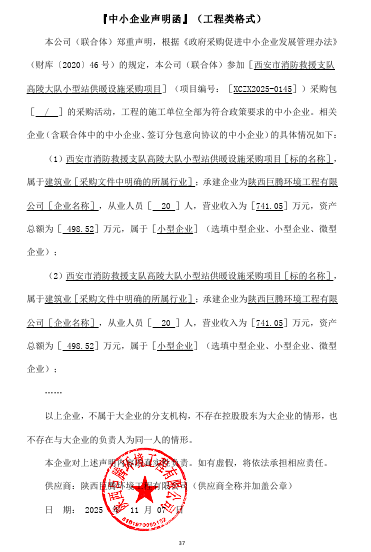 『中小企业声明函』（工程类格式）
本公司（联合体）郑重声明，根据《政府采购促进中小企业发展管理办法》
（财库〔2020〕46 号）的规定，本公司（联合体）参加［西安市消防救援支队
高陵大队小型站供暖设施采购项目］（项目编号：［XCZX2025-0145］）采购包
［ / ］的采购活动，工程的施工单位全部为符合政策要求的中小企业。相关
企业（含联合体中的中小企业、签订分包意向协议的中小企业）的具体情况如下：
（1）西安市消防救援支队高陵大队小型站供暖设施采购项目［标的名称］，
属于建筑业［采购文件中明确的所属行业］；承建企业为陕西巨腾环境工程有限
公司［企业名称］，从业人员［ 20 ］人，营业收入为［741.05］万元，资产
总额为［ 498.52］万元，属于［小型企业］（选填中型企业、小型企业、微型
企业）；
（2）西安市消防救援支队高陵大队小型站供暖设施采购项目［标的名称］，
属于建筑业［采购文件中明确的所属行业］；承建企业为陕西巨腾环境工程有限
公司［企业名称］，从业人员［ 20 ］人，营业收入为［741.05］万元，资产
总额为［ 498.52］万元，属于［小型企业］（选填中型企业、小型企业、微型
企业）；
……
以上企业，不属于大企业的分支机构，不存在控股股东为大企业的情形，也
不存在与大企业的负责人为同一人的情形。
本企业对上述声明内容的真实性负责。如有虚假，将依法承担相应责任。
供应商：陕西巨腾环境工程有限公司（供应商全称并加盖公章）
日 期： 2025 年 11 月 07 日
陕西巨腾环境工程有限公司
37